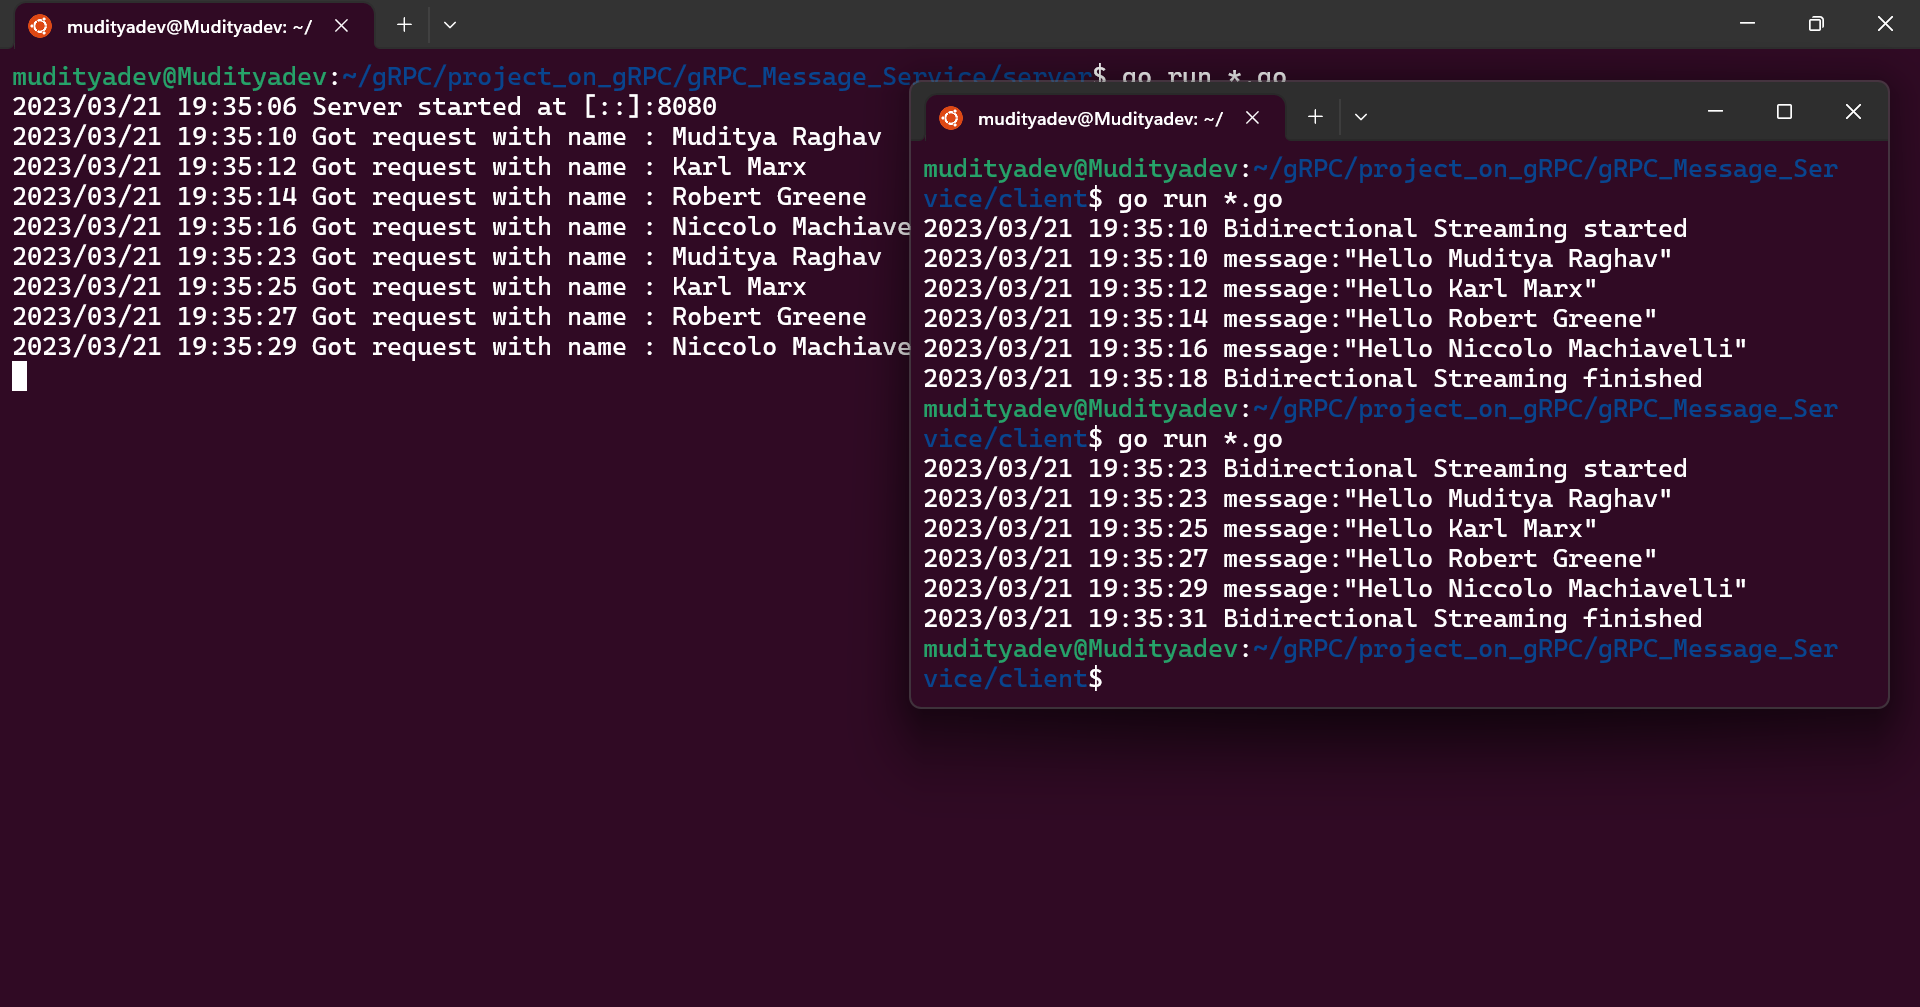 mudityadev@Mudityadev: ~/
mudityadev@Mudityadev:~/gRPC/project_on_gRPC/gRPC_Message_Service/server$ go run *.go
2023/03/21 19:35:06 Server started at [::]:8080
2023/03/21 19:35:10 Got request with name : Muditya Raghav
2023/03/21 19:35:12 Got request with name : Karl Marx
2023/03/21 19:35:14 Got request with name : Robert Greene
2023/03/21 19:35:16 Got request with name : Niccolo Machiave
2023/03/21 19:35:23 Got request with name : Muditya Raghav
2023/03/21 19:35:25 Got request with name : Karl Marx
2023/03/21 19:35:27 Got request with name : Robert Greene
2023/03/21 19:35:29 Got request with name : Niccolo Machiave
mudityadev@Mudityadev: ~/
mudityadev@Mudityadev:~/gRPC/project_on_gRPC/gRPC_Message_Ser
vice/client$ go run *.go
2023/03/21 19:35:10 Bidirectional Streaming started
2023/03/21 19:35:10 message:"Hello Muditya Raghav"
2023/03/21 19:35:12 message:"Hello Karl Marx"
2023/03/21 19:35:14 message:"Hello Robert Greene"
2023/03/21 19:35:16 message:"Hello Niccolo Machiavelli"
2023/03/21 19:35:18 Bidirectional Streaming finished
mudityadev@Mudityadev:~/gRPC/project_on_gRPC/gRPC_Message_Ser
vice/client$ go run *.go
2023/03/21 19:35:23 Bidirectional Streaming started
2023/03/21 19:35:23 message:"Hello Muditya Raghav"
2023/03/21 19:35:25 message:"Hello Karl Marx"
2023/03/21 19:35:27 message:"Hello Robert Greene"
2023/03/21 19:35:29 message:"Hello Niccolo Machiavelli"
2023/03/21 19:35:31 Bidirectional Streaming finished
mudityadev@Mudityadev:~/gRPC/project_on_gRPC/gRPC_Message_Ser
vice/client$